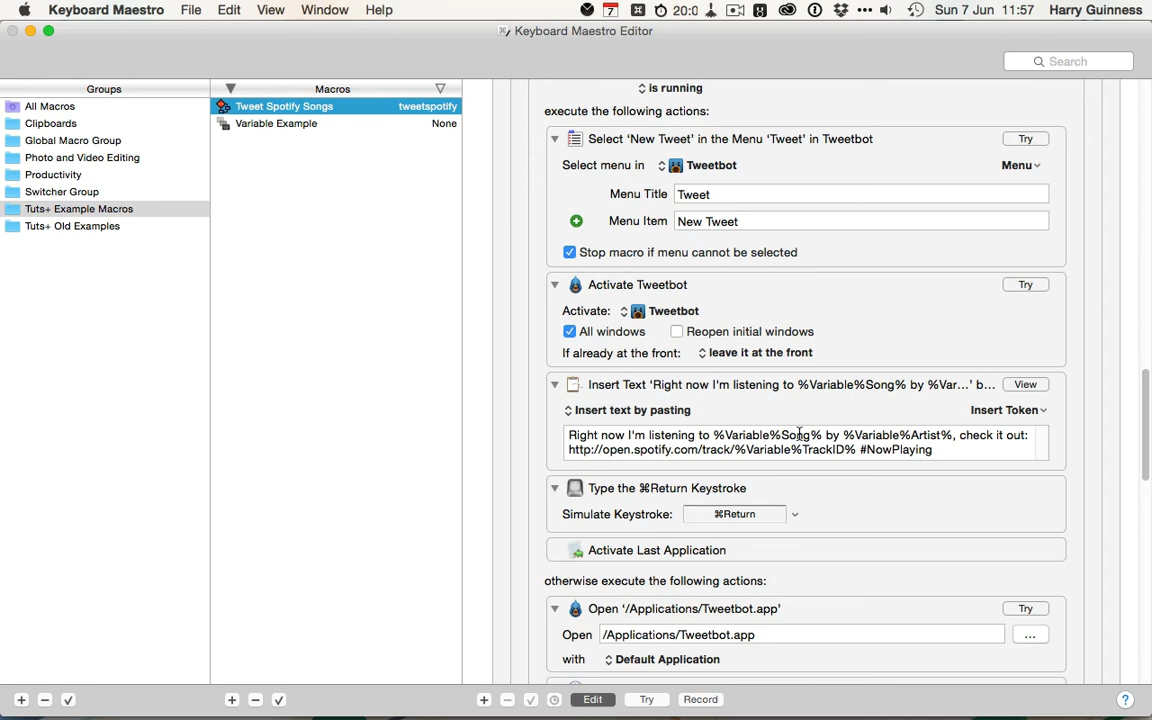 Keyboard Maestro File Edit View Window Help 7 20:0 Sun 7 Jun 11:57 Harry Guinness
Keyboard Maestro Editor
Search
Groups
Macros
All Macros
Clipboards
Global Macro Group
Photo and Video Editing
Productivity
Switcher Group
Tuts+ Example Macros
Tuts+ Old Examples
Tweet Spotify Songs tweetspotify
Variable Example None
is running
execute the following actions:
Select ‘New Tweet’ in the Menu ‘Tweet’ in Tweetbot Try
Select menu in Tweetbot Menu
Menu Title Tweet
Menu Item New Tweet
Stop macro if menu cannot be selected
Activate Tweetbot Try
Activate: Tweetbot
All windows Reopen initial windows
If already at the front: leave it at the front
Insert Text ‘Right now I'm listening to %Variable%Song% by %Var...’ b... View
Insert text by pasting Insert Token
Right now I'm listening to %Variable%Song% by %Variable%Artist%, check it out:
http://open.spotify.com/track/%Variable%TrackID% #NowPlaying
Type the ⌘Return Keystroke
Simulate Keystroke: ⌘Return
Activate Last Application
otherwise execute the following actions:
Open ‘/Applications/Tweetbot.app’ Try
Open /Applications/Tweetbot.app ...
with Default Application
Edit Try Record ?